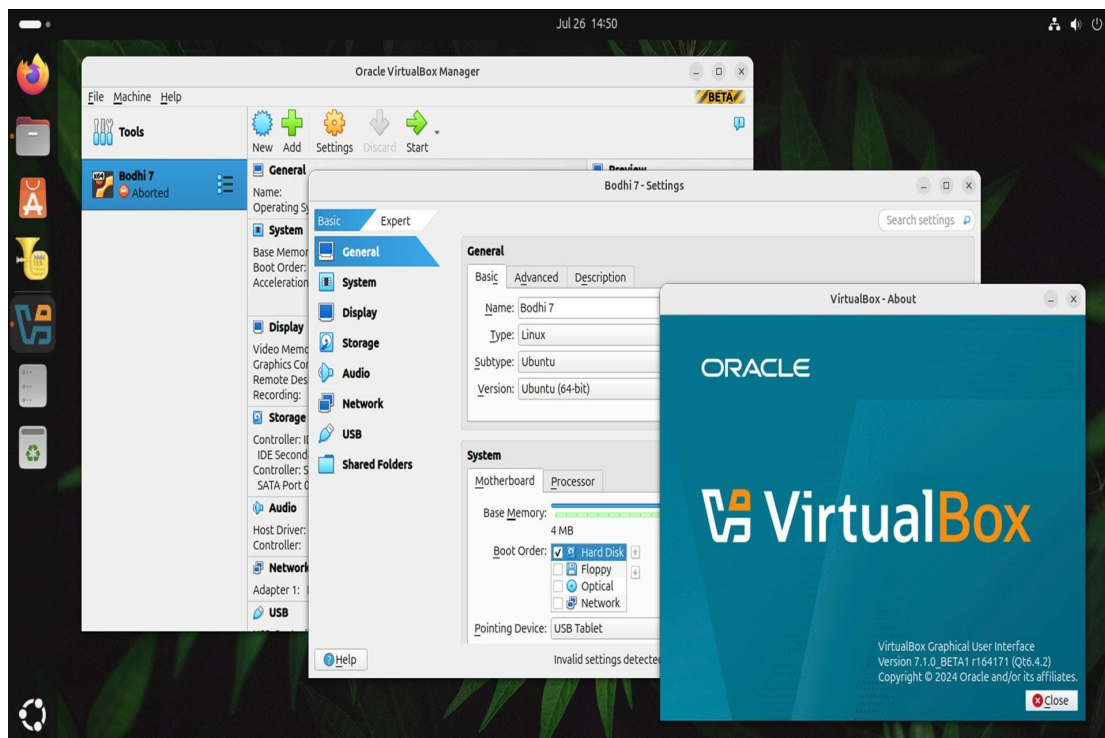 Jul 26 14:50
Oracle VirtualBox Manager
File Machine Help
BETA
Tools
New Add Settings Discard Start
Bodhi 7
Aborted
General
Name:
Operating Sy
System
Base Memor
Boot Order:
Acceleration
Display
Video Memo
Graphics Cor
Remote Des
Recording:
Storage
Controller: ID
IDE Second
Controller: S
SATA Port 0
Audio
Host Driver:
Controller:
Network
Adapter 1:
USB
Preview
Bodhi 7 - Settings
Basic Expert
Search settings
General
System
Display
Storage
Audio
Network
USB
Shared Folders
General
Basic Advanced Description
Name: Bodhi 7
Type: Linux
Subtype: Ubuntu
Version: Ubuntu (64-bit)
System
Motherboard Processor
Base Memory:
4 MB
Boot Order: Hard Disk
Floppy
Optical
Network
Pointing Device: USB Tablet
Help
Invalid settings detected
VirtualBox - About
ORACLE
VirtualBox
VirtualBox Graphical User Interface
Version 7.1.0_BETA1 r164171 (Qt6.4.2)
Copyright © 2024 Oracle and/or its affiliates.
Close